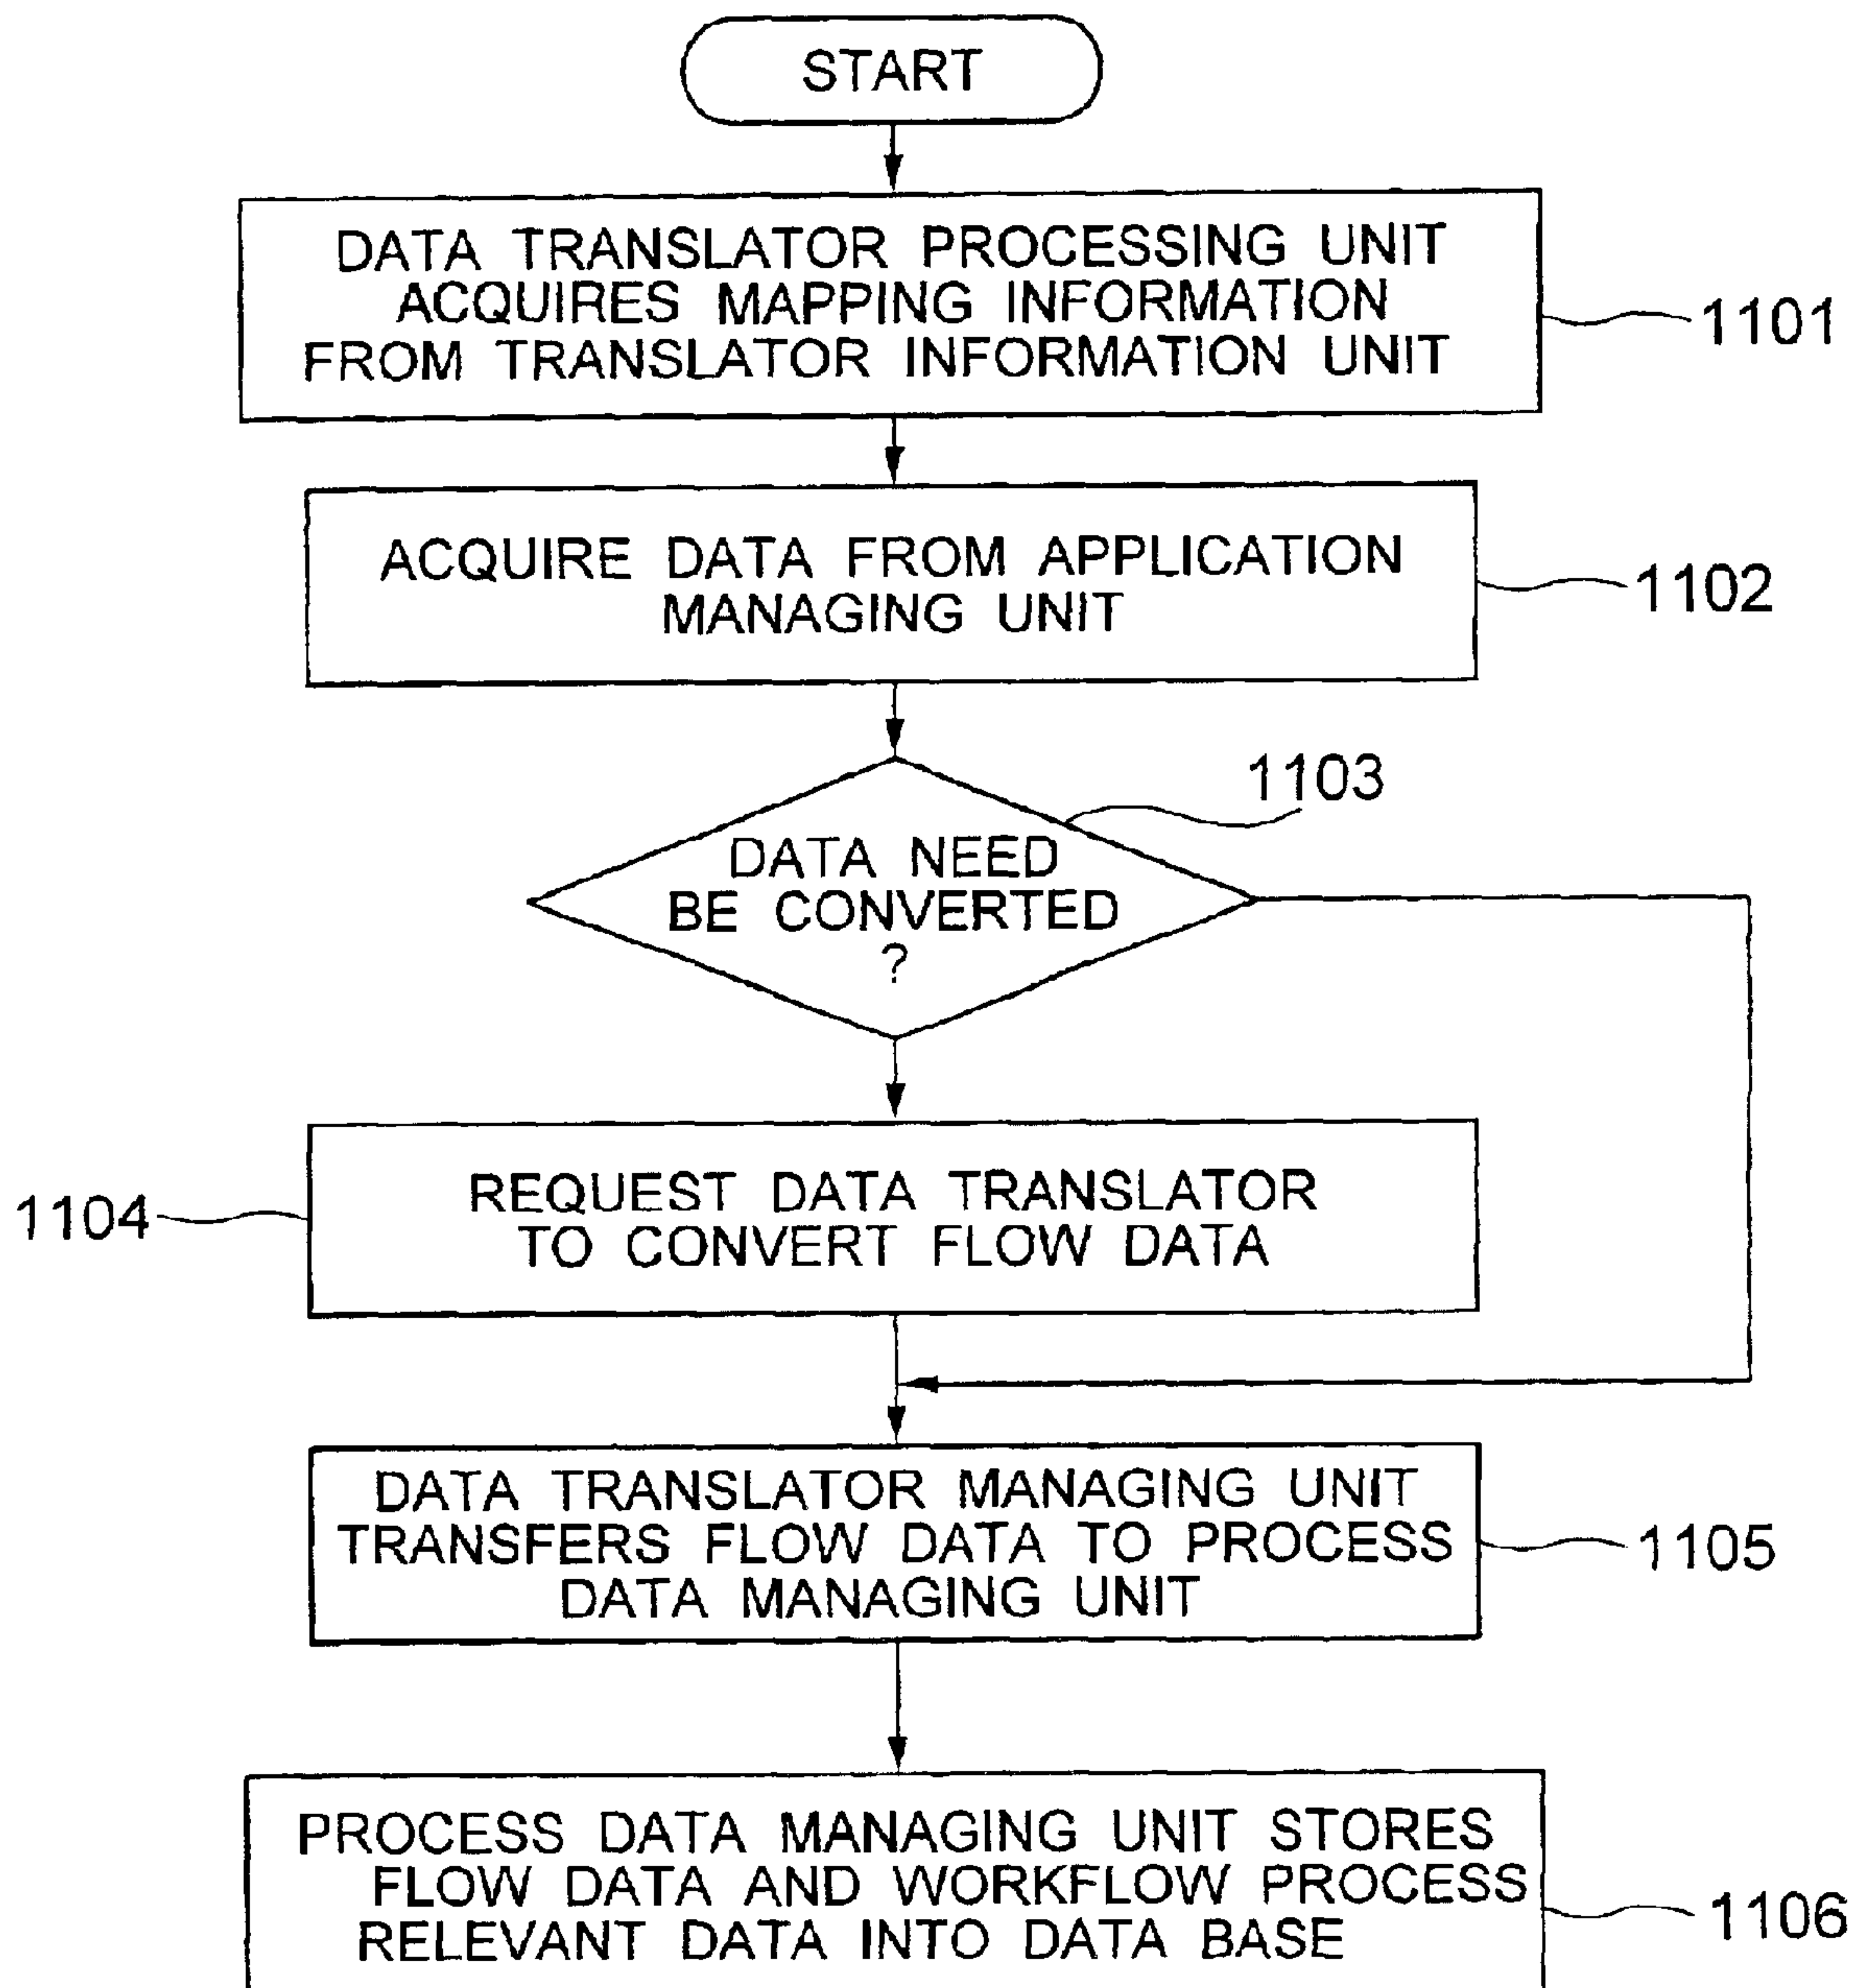 START
DATA TRANSLATOR PROCESSING UNIT
ACQUIRES MAPPING INFORMATION
FROM TRANSLATOR INFORMATION UNIT
1101
ACQUIRE DATA FROM APPLICATION
MANAGING UNIT
1102
1103
DATA NEED
BE CONVERTED
?
1104
REQUEST DATA TRANSLATOR
TO CONVERT FLOW DATA
DATA TRANSLATOR MANAGING UNIT
TRANSFERS FLOW DATA TO PROCESS
DATA MANAGING UNIT
1105
PROCESS DATA MANAGING UNIT STORES
FLOW DATA AND WORKFLOW PROCESS
RELEVANT DATA INTO DATA BASE
1106